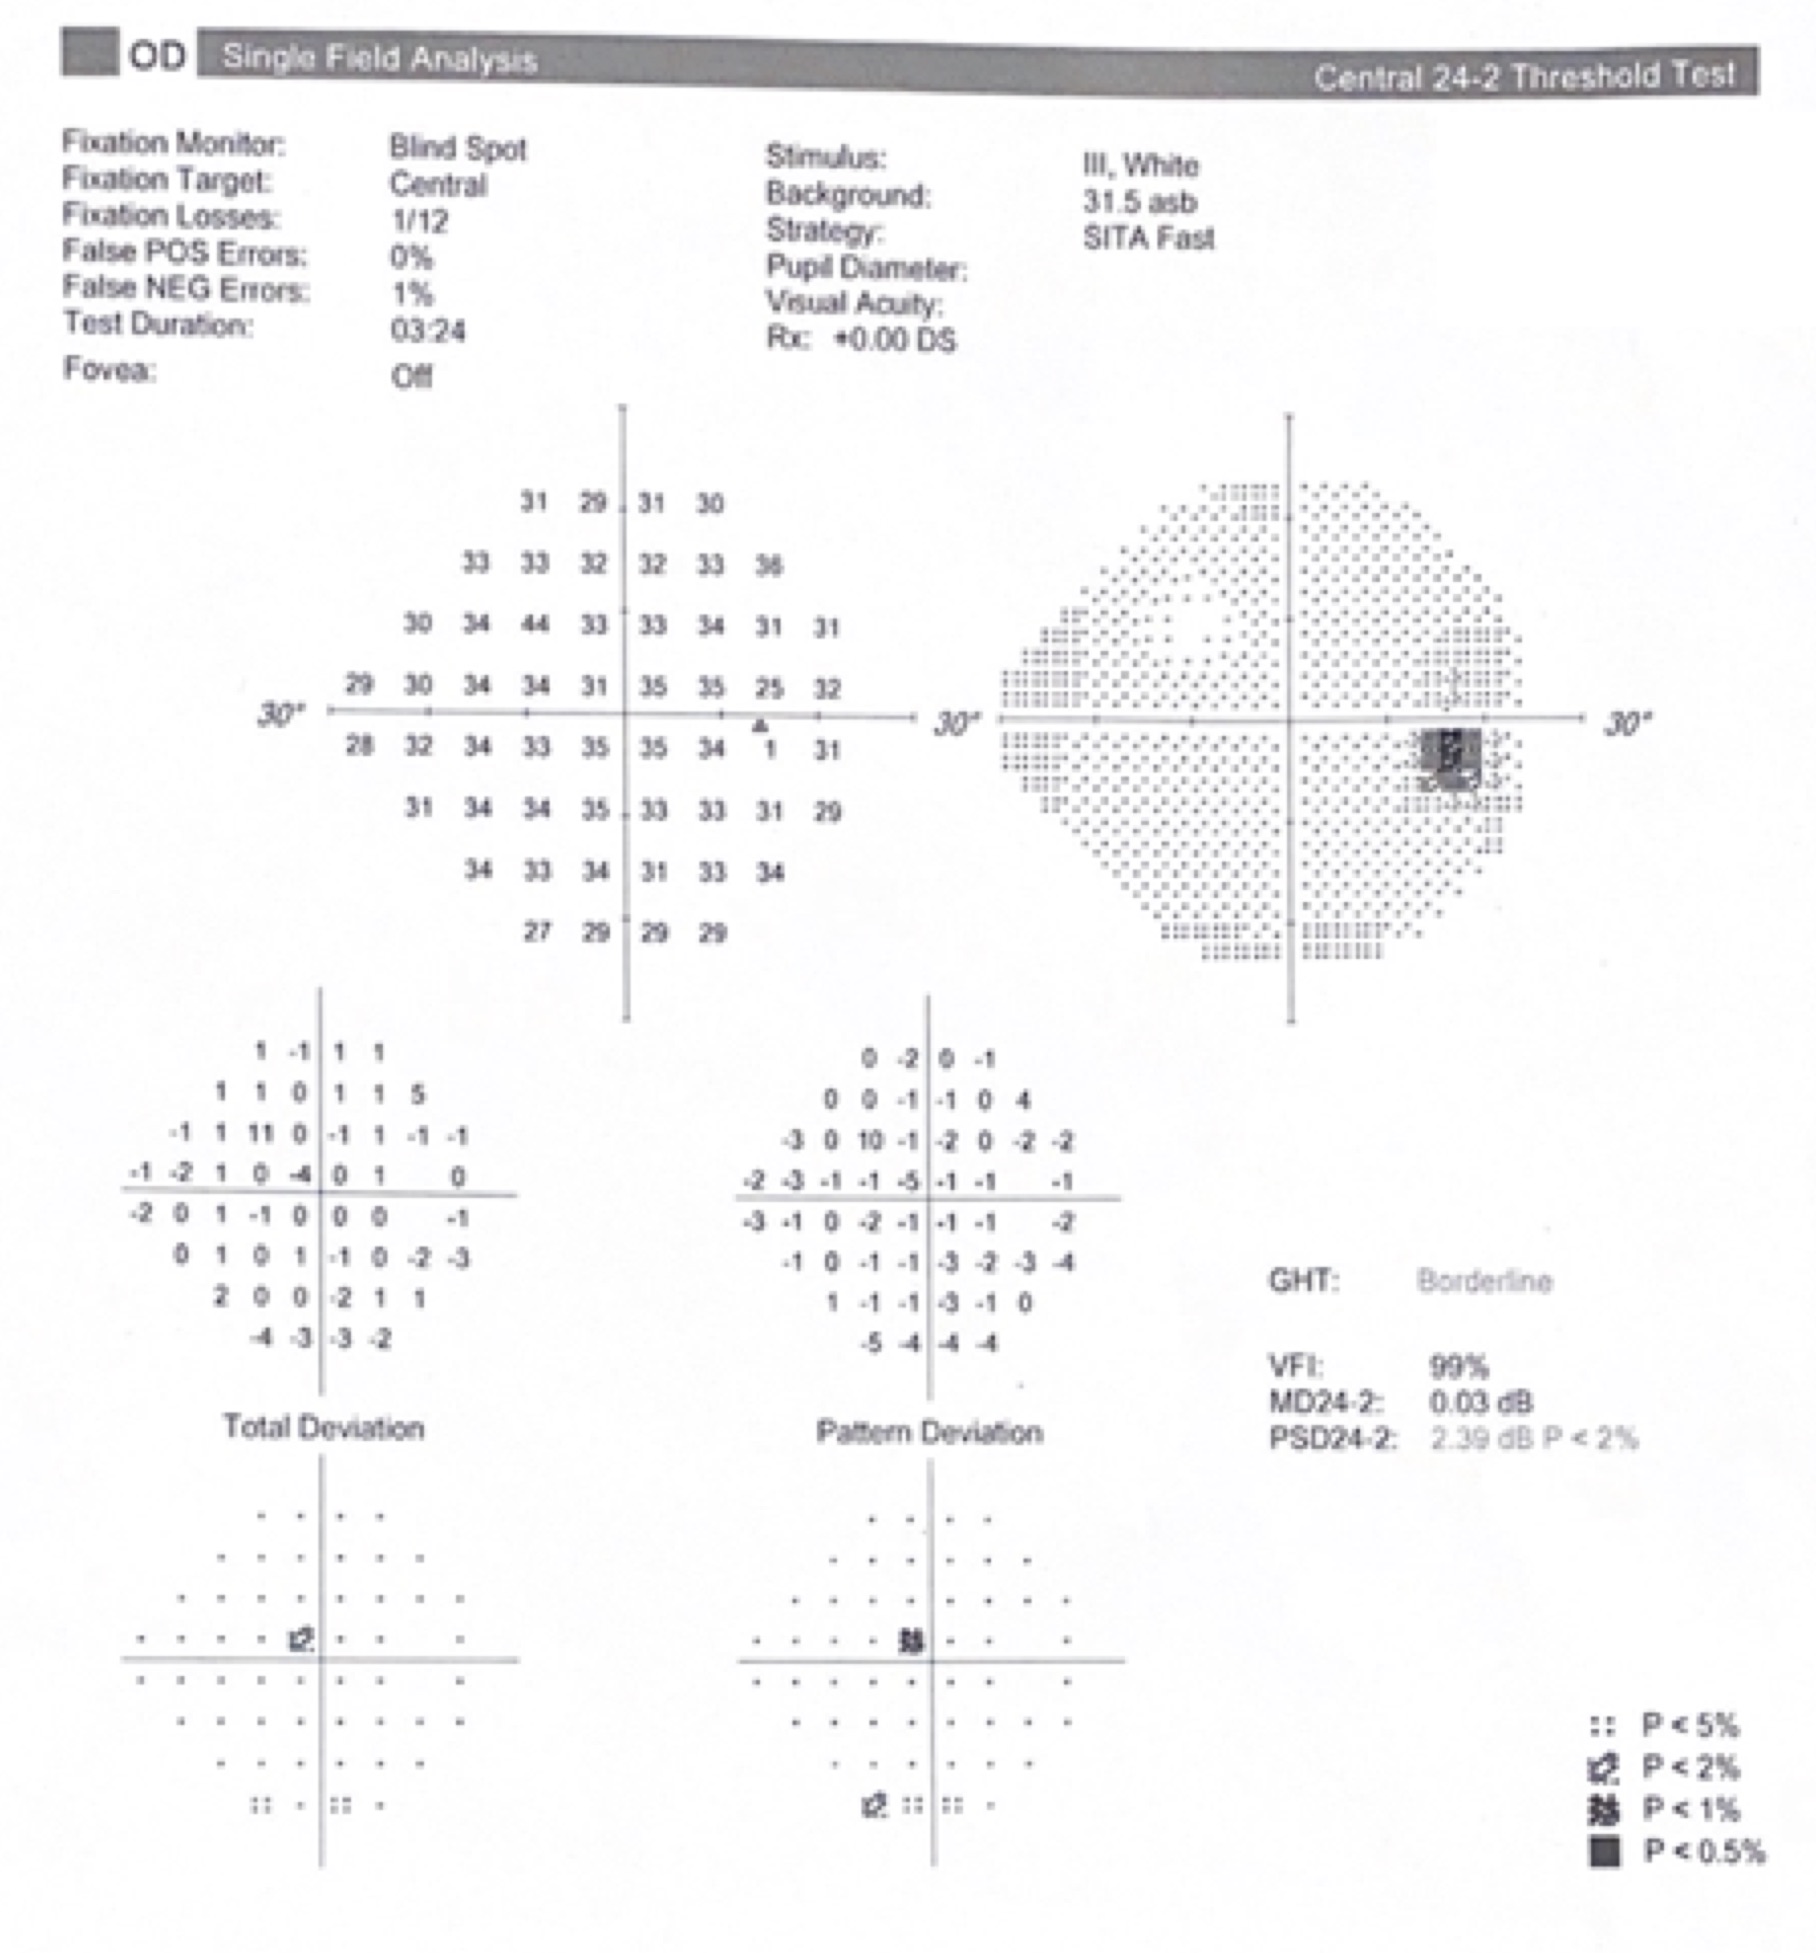 OD Single Field Analysis Central 24-2 Threshold Test
Fixation Monitor: Blind Spot
Fixation Target: Central
Fixation Losses: 1/12
False POS Errors: 0%
False NEG Errors: 1%
Test Duration: 03:24
Fovea: Off
Stimulus: III, White
Background: 31.5 asb
Strategy: SITA Fast
Pupil Diameter:
Visual Acuity:
Rx: +0.00 DS
31 29 31 30
33 33 32 32 33 36
30 34 44 33 33 34 31 31
29 30 34 34 31 35 35 25 32
30° 30° 30°
28 32 34 33 35 35 34 1 31
31 34 34 35 33 33 31 29
34 33 34 31 33 34
27 29 29 29
1 -1 1 1
1 1 0 1 1 5
-1 1 11 0 -1 1 -1 -1
-1 -2 1 0 -4 0 1 0
-2 0 1 -1 0 0 0 -1
0 1 0 1 -1 0 -2 -3
2 0 0 -2 1 1
-4 -3 -3 -2
Total Deviation
0 -2 0 -1
0 0 -1 -1 0 4
-3 0 10 -1 -2 0 -2 -2
-2 -3 -1 -1 -5 -1 -1 -1
-3 -1 0 -2 -1 -1 -1 -2
-1 0 -1 -1 -3 -2 -3 -4
1 -1 -1 -3 -1 0
-5 -4 -4 -4
Pattern Deviation
GHT: Borderline
VFI: 99%
MD24-2: 0.03 dB
PSD24-2: 2.39 dB P < 2%
P < 5%
P < 2%
P < 1%
P < 0.5%